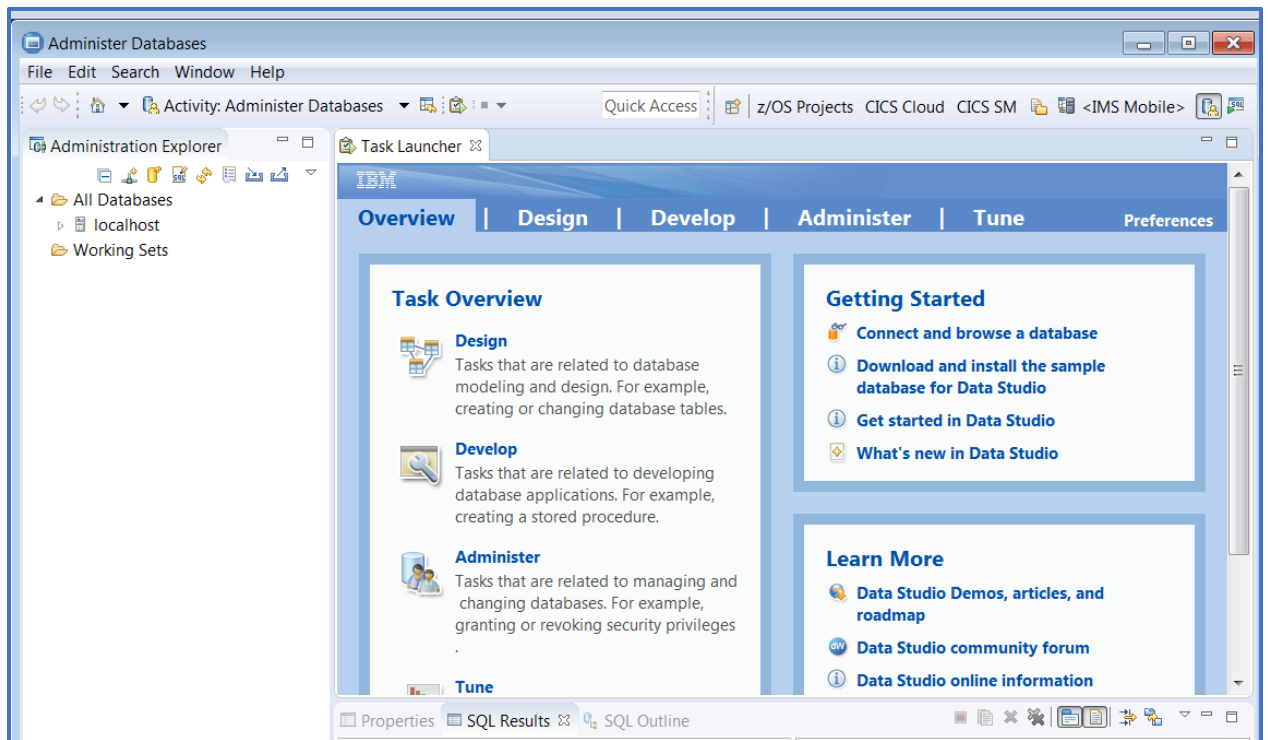 Administer Databases
File Edit Search Window Help
Activity: Administer Databases
Quick Access
z/OS Projects CICS Cloud CICS SM <IMS Mobile>
Administration Explorer
All Databases
localhost
Working Sets
Task Launcher
IBM
Overview | Design | Develop | Administer | Tune
Preferences
Task Overview
Design
Tasks that are related to database
modeling and design. For example,
creating or changing database tables.
Develop
Tasks that are related to developing
database applications. For example,
creating a stored procedure.
Administer
Tasks that are related to managing and
changing databases. For example,
granting or revoking security privileges
.
Tune
Getting Started
Connect and browse a database
Download and install the sample
database for Data Studio
Get started in Data Studio
What's new in Data Studio
Learn More
Data Studio Demos, articles, and
roadmap
Data Studio community forum
Data Studio online information
Properties SQL Results SQL Outline